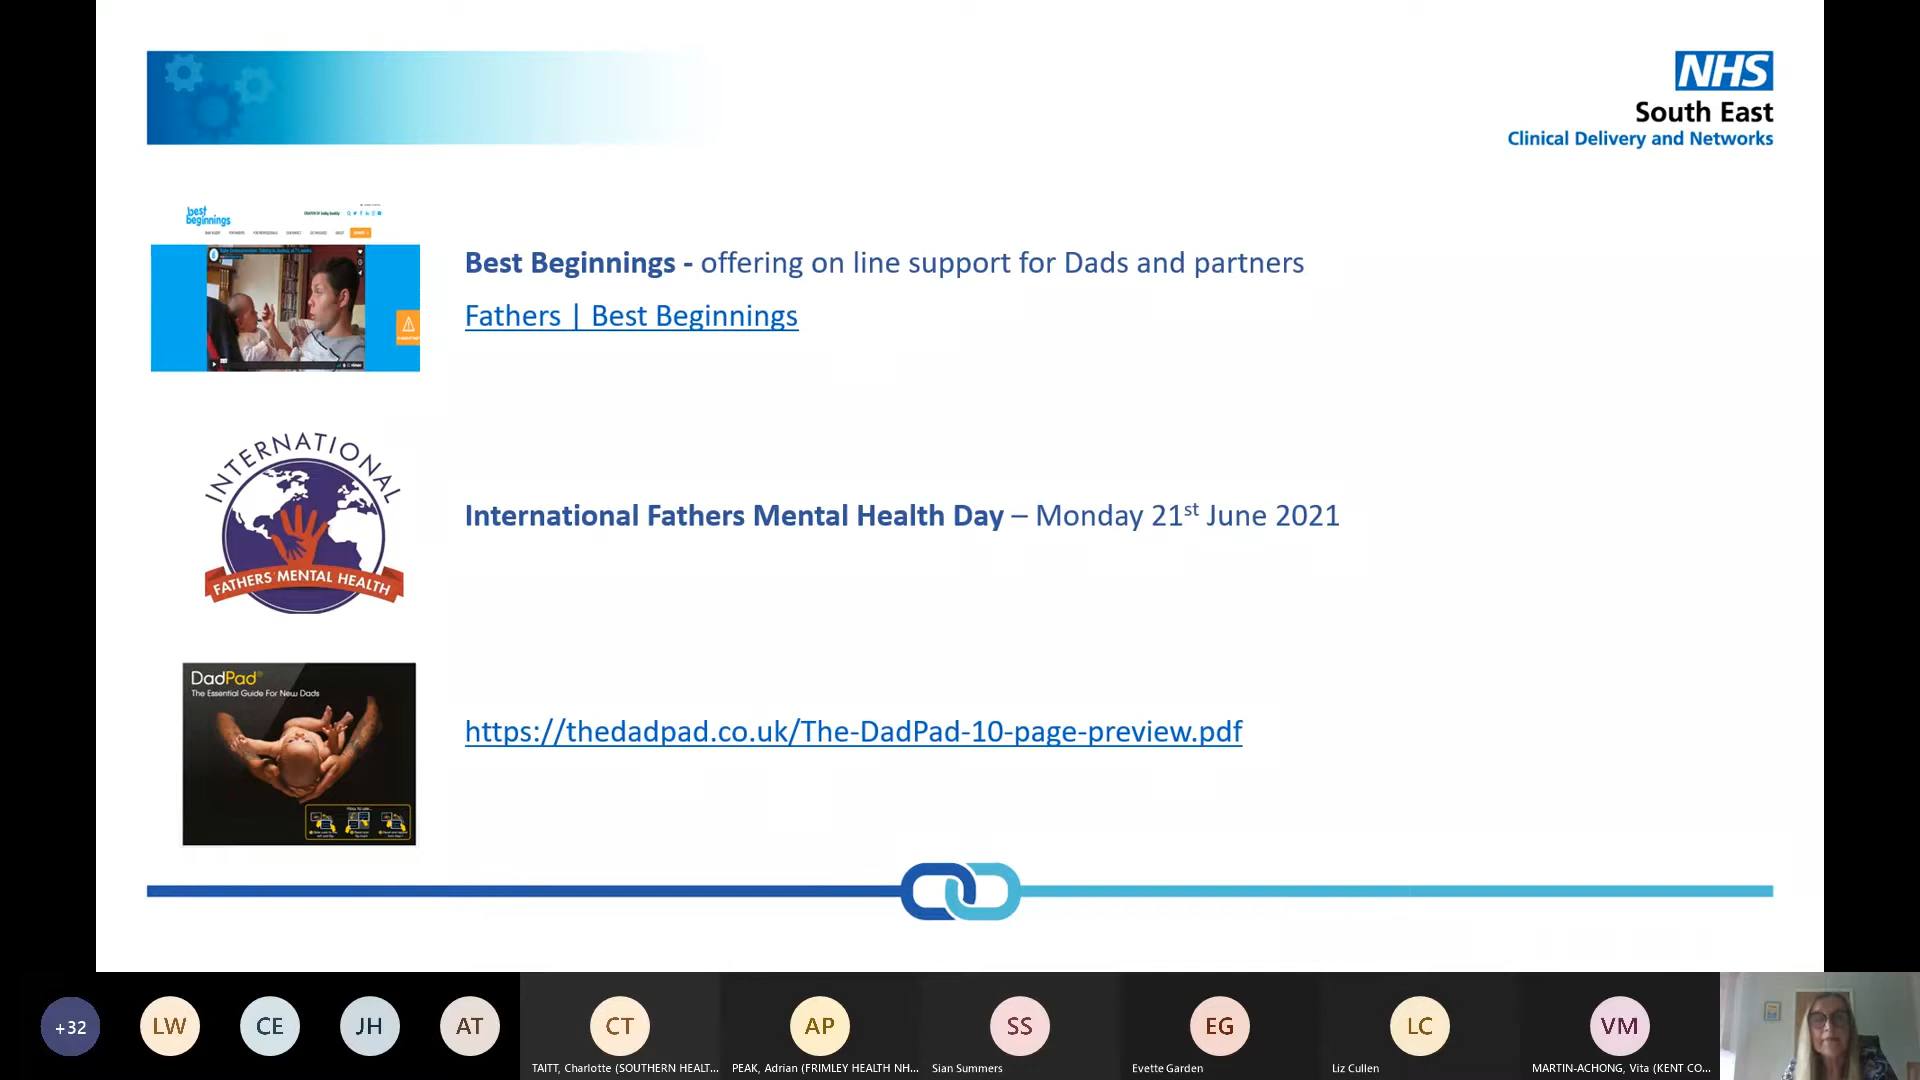 NHS
South East
Clinical Delivery and Networks
best
beginnings
Best Beginnings - offering on line support for Dads and partners
Fathers | Best Beginnings
INTERNATIONAL
FATHERS' MENTAL HEALTH
International Fathers Mental Health Day – Monday 21st June 2021
DadPad
The Essential Guide For New Dads
https://thedadpad.co.uk/The-DadPad-10-page-preview.pdf
+32
LW
CE
JH
AT
CT
AP
SS
EG
LC
VM
TAITT, Charlotte (SOUTHERN HEALT...
PEAK, Adrian (FRIMLEY HEALTH NH...
Sian Summers
Evette Garden
Liz Cullen
MARTIN-ACHONG, Vita (KENT CO...